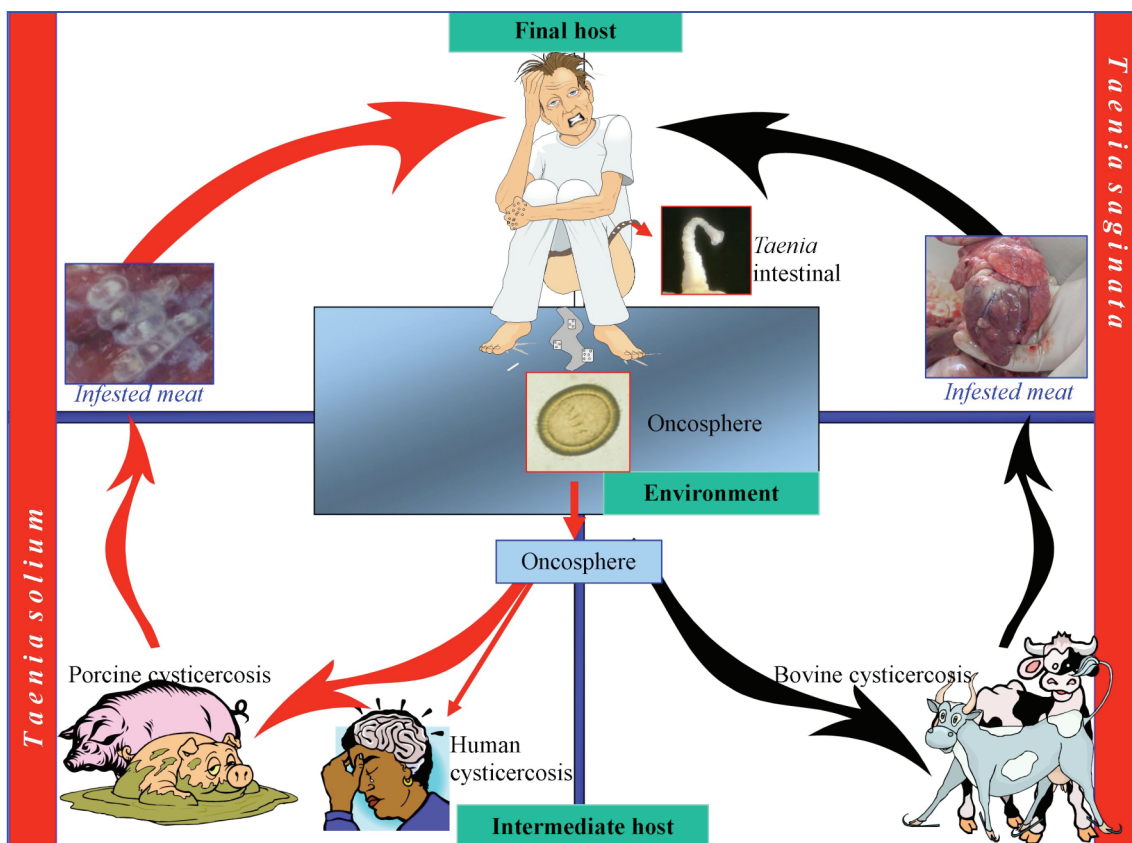 Final host
Taenia solium
Taenia saginata
Taenia
intestinal
Infested meat
Infested meat
Oncosphere
Environment
Oncosphere
Porcine cysticercosis
Bovine cysticercosis
Human
cysticercosis
Intermediate host